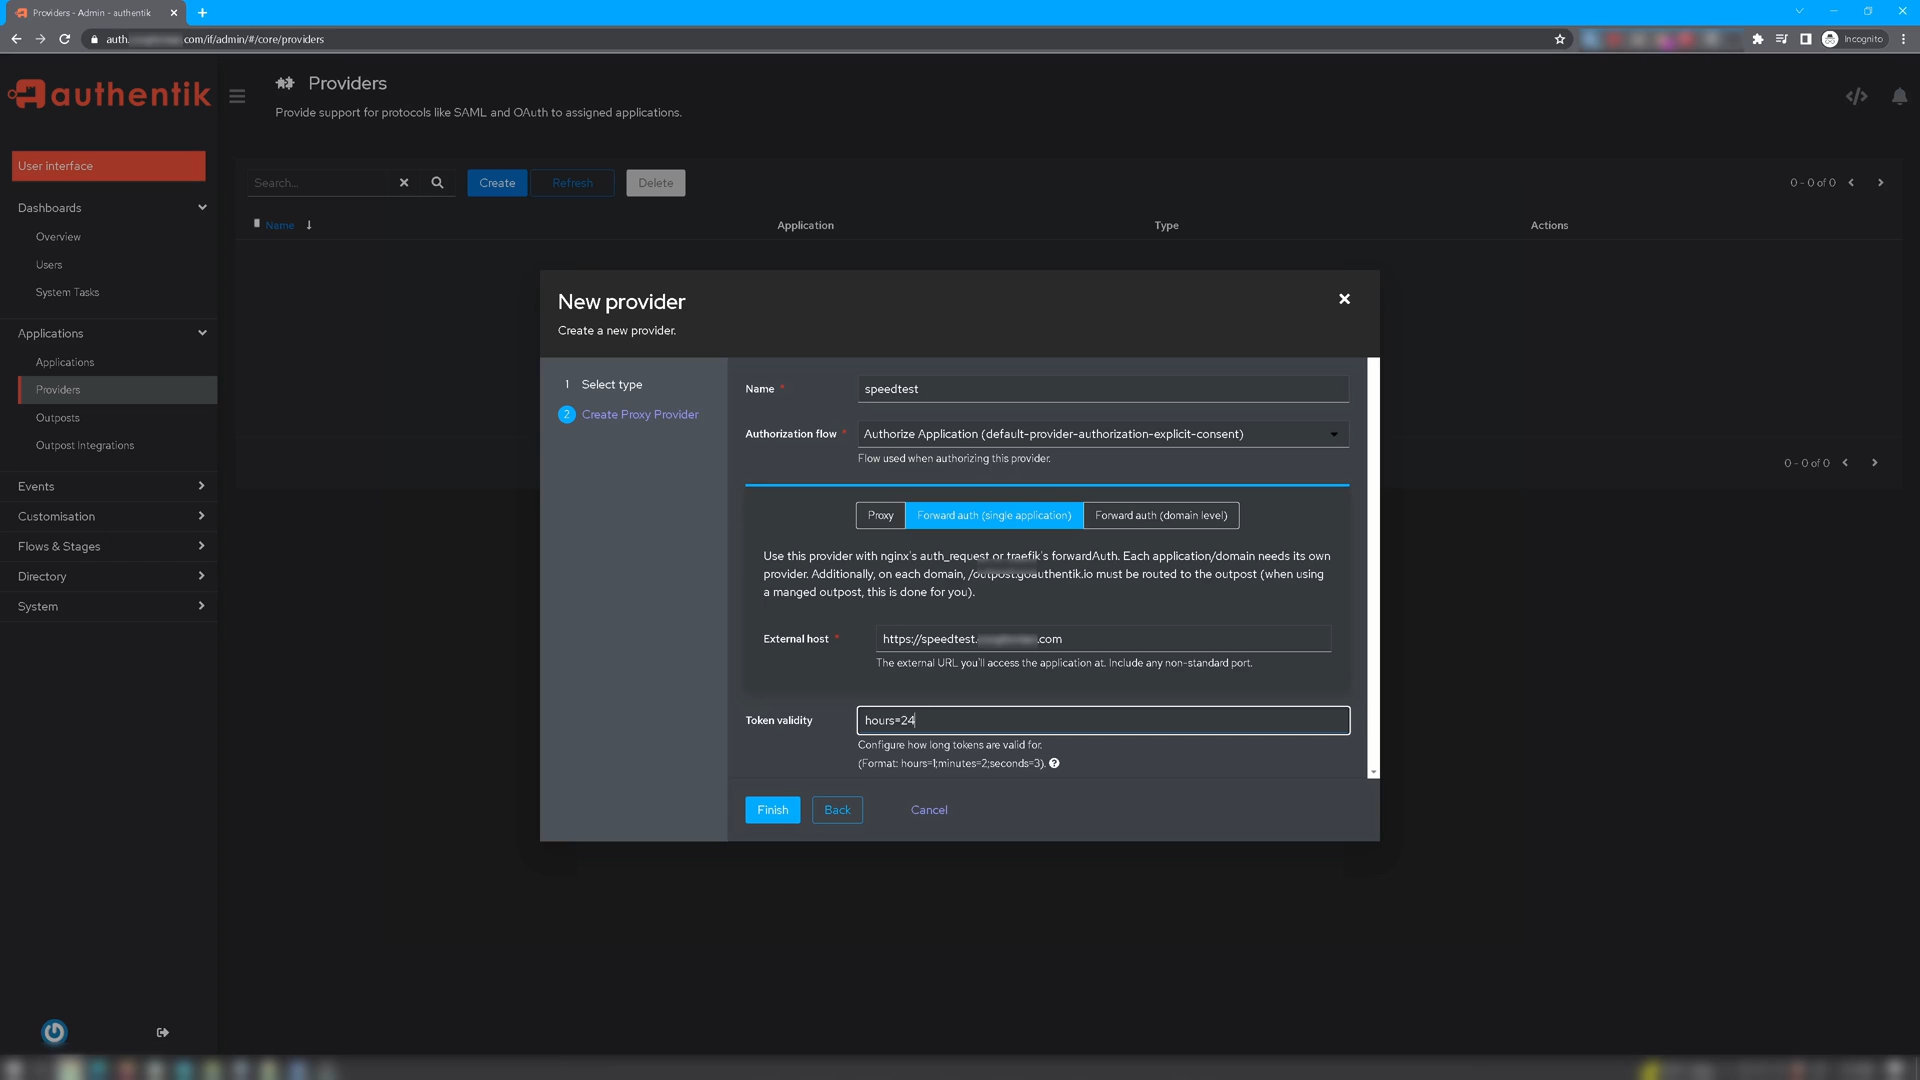 Providers - Admin - authentik
auth. .com/if/admin/#/core/providers
Incognito
authentik
Providers
Provide support for protocols like SAML and OAuth to assigned applications.
User interface
Search...
Create
Refresh
Delete
0 - 0 of 0
Dashboards
Name
Application
Type
Actions
Overview
Users
System Tasks
Applications
Applications
Providers
Outposts
Outpost Integrations
0 - 0 of 0
Events
Customisation
Flows & Stages
Directory
System
New provider
Create a new provider.
1 Select type
2 Create Proxy Provider
Name *
speedtest
Authorization flow *
Authorize Application (default-provider-authorization-explicit-consent)
Flow used when authorizing this provider.
Proxy
Forward auth (single application)
Forward auth (domain level)
Use this provider with nginx's auth_request or traefik's forwardAuth. Each application/domain needs its own
provider. Additionally, on each domain, /outpost.goauthentik.io must be routed to the outpost (when using
a manged outpost, this is done for you).
External host *
https://speedtest. .com
The external URL you'll access the application at. Include any non-standard port.
Token validity
hours=24
Configure how long tokens are valid for.
(Format: hours=1;minutes=2;seconds=3).
Finish
Back
Cancel